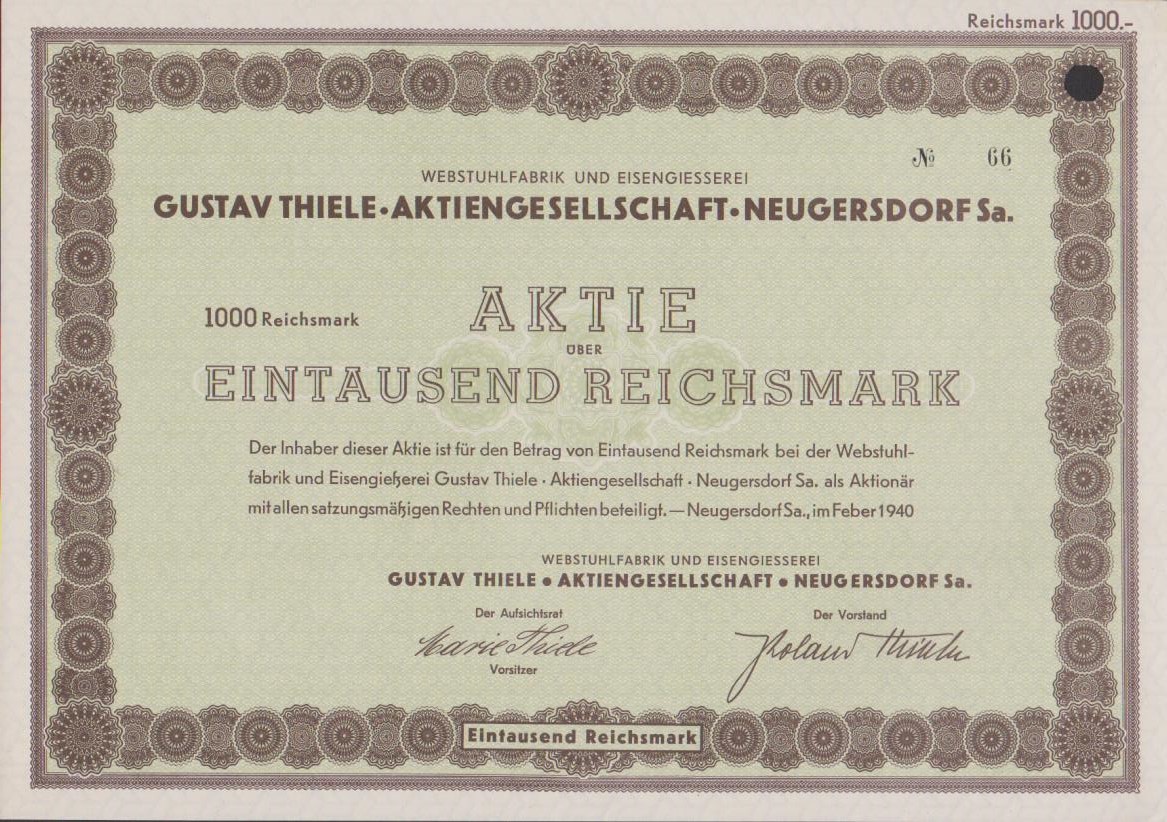 Reichsmark 1000.-
№ 66
WEBSTUHLFABRIK UND EISENGIESSEREI
GUSTAV THIELE · AKTIENGESELLSCHAFT · NEUGERSDORF Sa.
AKTIE
1000 Reichsmark
ÜBER
EINTAUSEND REICHSMARK
Der Inhaber dieser Aktie ist für den Betrag von Eintausend Reichsmark bei der Webstuhl-
fabrik und Eisengießerei Gustav Thiele · Aktiengesellschaft · Neugersdorf Sa. als Aktionär
mit allen satzungsmäßigen Rechten und Pflichten beteiligt. — Neugersdorf Sa., im Feber 1940
WEBSTUHLFABRIK UND EISENGIESSEREI
GUSTAV THIELE • AKTIENGESELLSCHAFT • NEUGERSDORF Sa.
Der Aufsichtsrat Der Vorstand
Marie Thiele Roland Thiele
Vorsitzer
Eintausend Reichsmark